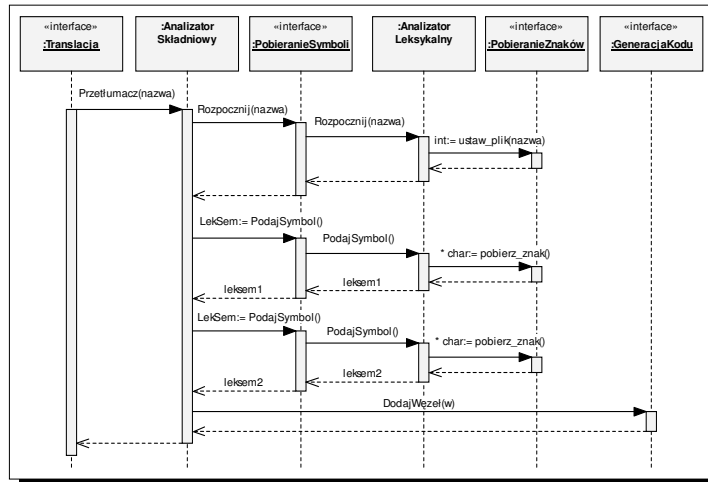 «interface»
:Translacja
:Analizator
Składniowy
«interface»
:PobieranieSymboli
:Analizator
Leksykalny
«interface»
:PobieranieZnaków
«interface»
:GeneracjaKodu
Przetłumacz(nazwa)
Rozpocznij(nazwa)
Rozpocznij(nazwa)
int:= ustaw_plik(nazwa)
LekSem:= PodajSymbol()
PodajSymbol()
* char:= pobierz_znak()
leksem1
leksem1
LekSem:= PodajSymbol()
PodajSymbol()
* char:= pobierz_znak()
leksem2
leksem2
DodajWęzeł(w)